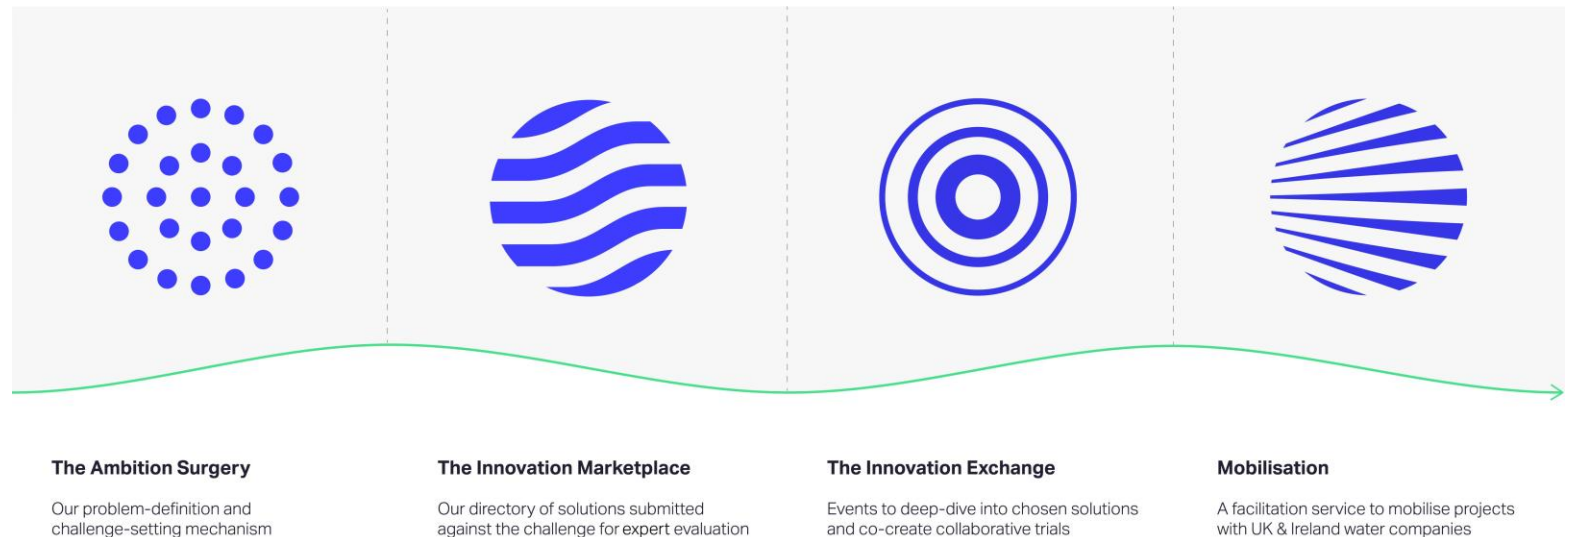 The Ambition Surgery
Our problem-definition and
challenge-setting mechanism
The Innovation Marketplace
Our directory of solutions submitted
against the challenge for expert evaluation
The Innovation Exchange
Events to deep-dive into chosen solutions
and co-create collaborative trials
Mobilisation
A facilitation service to mobilise projects
with UK & Ireland water companies